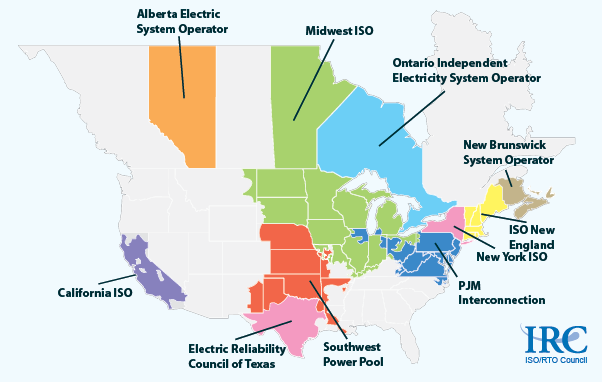 Alberta Electric
System Operator
Midwest ISO
Ontario Independent
Electricity System Operator
New Brunswick
System Operator
ISO New
England
New York ISO
PJM
Interconnection
California ISO
Electric Reliability
Council of Texas
Southwest
Power Pool
IRC
ISO/RTO Council